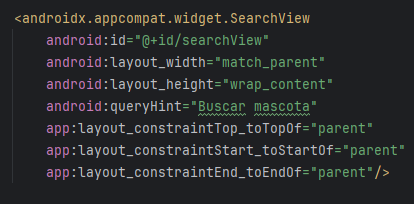 <androidx.appcompat.widget.SearchView
android:id="@+id/searchView"
android:layout_width="match_parent"
android:layout_height="wrap_content"
android:queryHint="Buscar mascota"
app:layout_constraintTop_toTopOf="parent"
app:layout_constraintStart_toStartOf="parent"
app:layout_constraintEnd_toEndOf="parent"/>